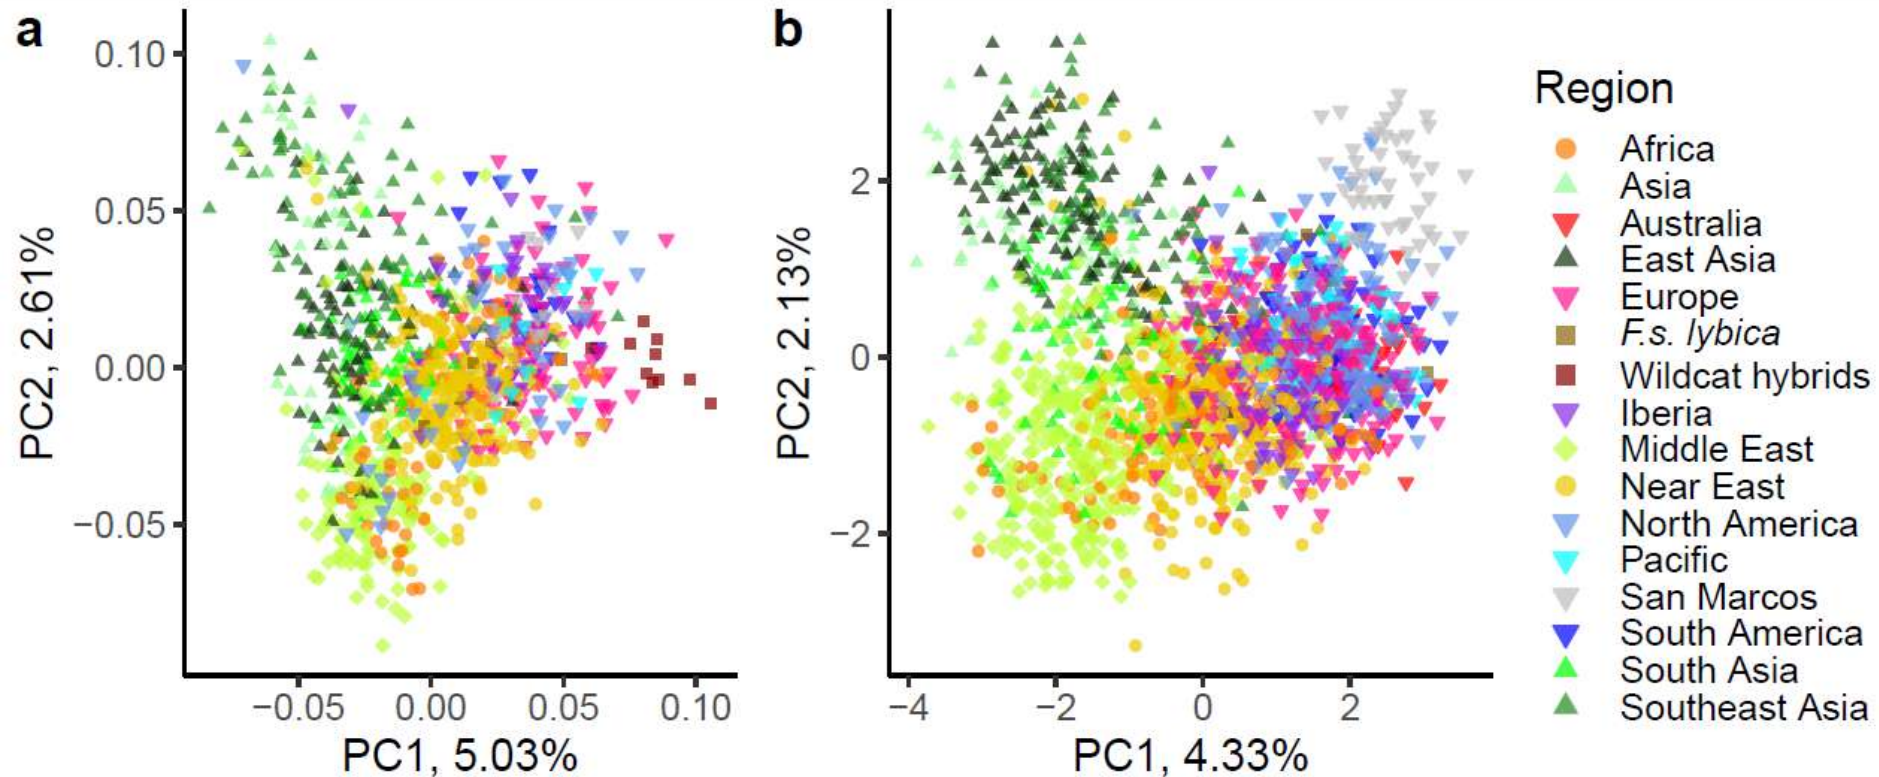 a
0.10
0.05
0.00
−0.05
PC2, 2.61%
−0.05
0.00
0.05
0.10
PC1, 5.03%
b
2
0
−2
PC2, 2.13%
−4
−2
0
2
PC1, 4.33%
Region
Africa
Asia
Australia
East Asia
Europe
F.s. lybica
Wildcat hybrids
Iberia
Middle East
Near East
North America
Pacific
San Marcos
South America
South Asia
Southeast Asia